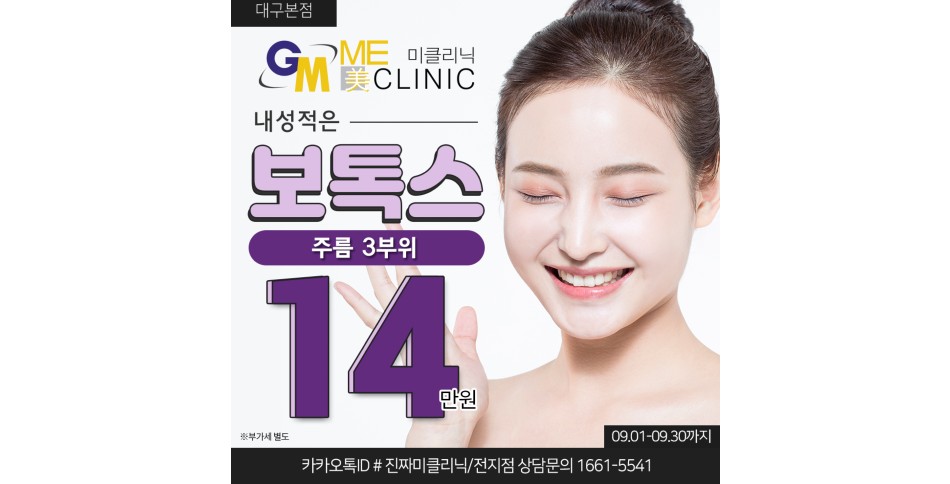 대구본점
GM ME 美 미클리닉
CLINIC
내성적은
보톡스
주름 3부위
14만원
※부가세 별도
09.01-09.30까지
카카오톡ID # 진짜미클리닉/전지점 상담문의 1661-5541